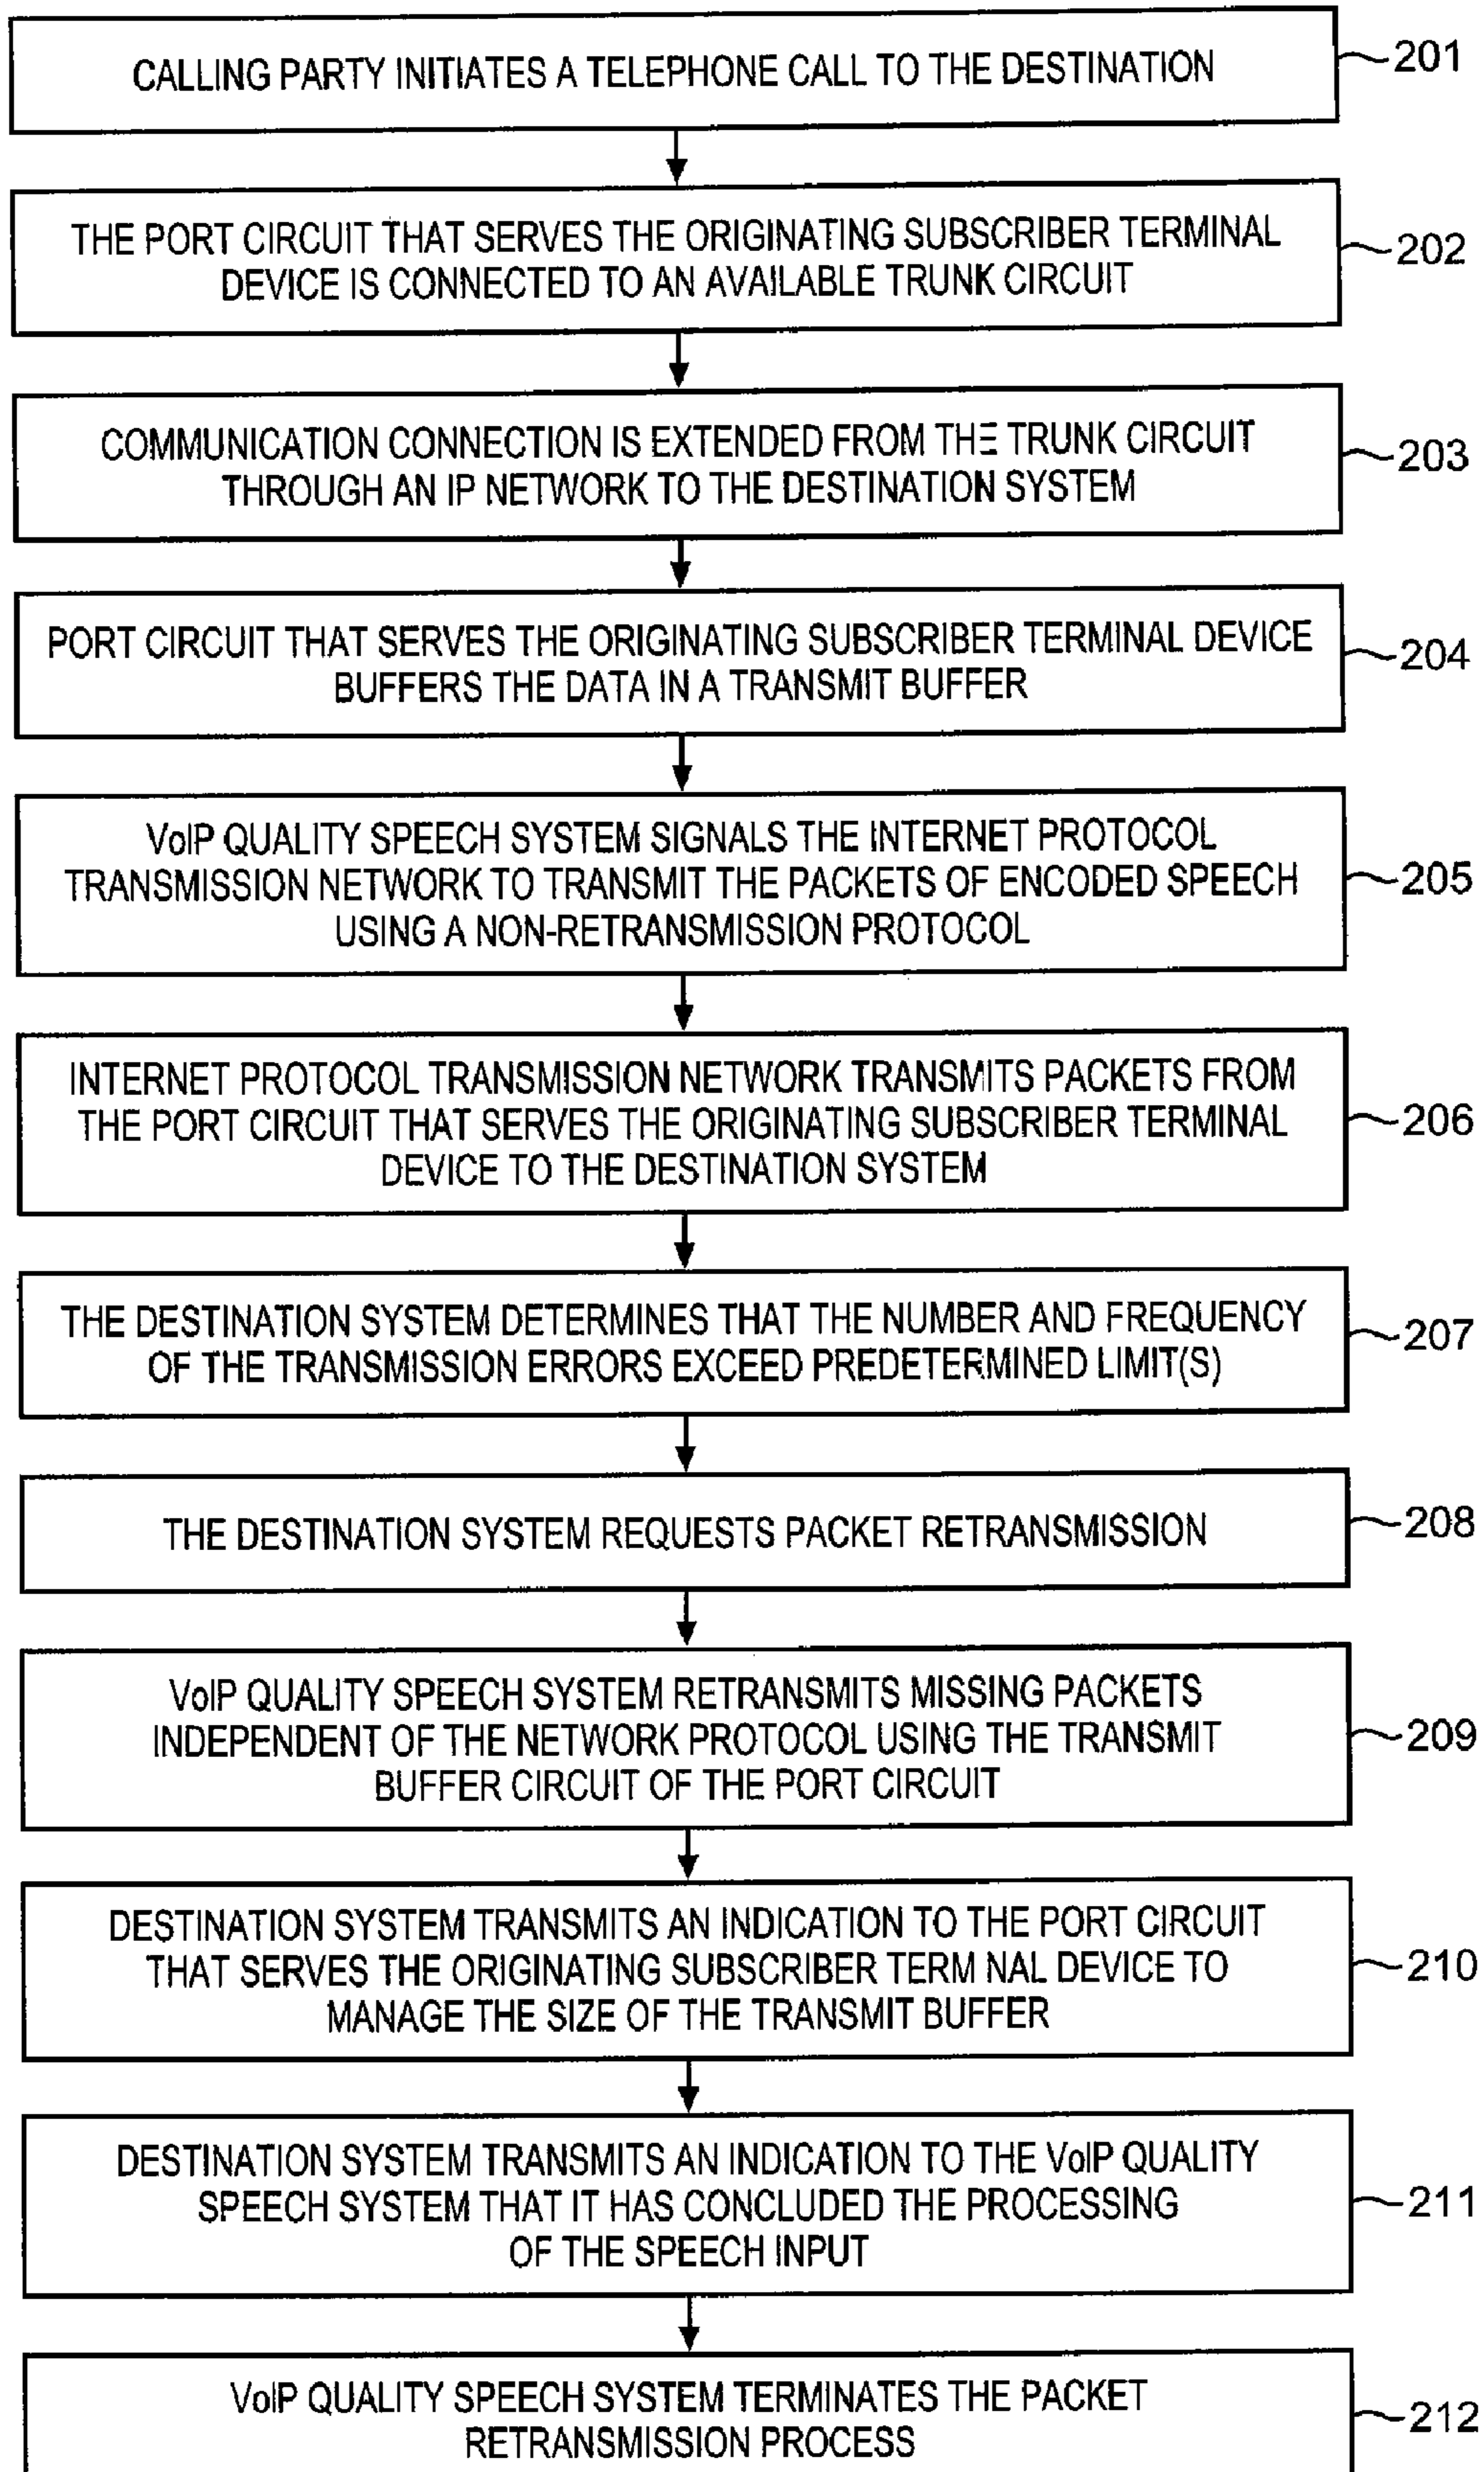 CALLING PARTY INITIATES A TELEPHONE CALL TO THE DESTINATION
201
THE PORT CIRCUIT THAT SERVES THE ORIGINATING SUBSCRIBER TERMINAL
DEVICE IS CONNECTED TO AN AVAILABLE TRUNK CIRCUIT
202
COMMUNICATION CONNECTION IS EXTENDED FROM THE TRUNK CIRCUIT
THROUGH AN IP NETWORK TO THE DESTINATION SYSTEM
203
PORT CIRCUIT THAT SERVES THE ORIGINATING SUBSCRIBER TERMINAL DEVICE
BUFFERS THE DATA IN A TRANSMIT BUFFER
204
VoIP QUALITY SPEECH SYSTEM SIGNALS THE INTERNET PROTOCOL
TRANSMISSION NETWORK TO TRANSMIT THE PACKETS OF ENCODED SPEECH
USING A NON-RETRANSMISSION PROTOCOL
205
INTERNET PROTOCOL TRANSMISSION NETWORK TRANSMITS PACKETS FROM
THE PORT CIRCUIT THAT SERVES THE ORIGINATING SUBSCRIBER TERMINAL
DEVICE TO THE DESTINATION SYSTEM
206
THE DESTINATION SYSTEM DETERMINES THAT THE NUMBER AND FREQUENCY
OF THE TRANSMISSION ERRORS EXCEED PREDETERMINED LIMIT(S)
207
THE DESTINATION SYSTEM REQUESTS PACKET RETRANSMISSION
208
VoIP QUALITY SPEECH SYSTEM RETRANSMITS MISSING PACKETS
INDEPENDENT OF THE NETWORK PROTOCOL USING THE TRANSMIT
BUFFER CIRCUIT OF THE PORT CIRCUIT
209
DESTINATION SYSTEM TRANSMITS AN INDICATION TO THE PORT CIRCUIT
THAT SERVES THE ORIGINATING SUBSCRIBER TERM NAL DEVICE TO
MANAGE THE SIZE OF THE TRANSMIT BUFFER
210
DESTINATION SYSTEM TRANSMITS AN INDICATION TO THE VoIP QUALITY
SPEECH SYSTEM THAT IT HAS CONCLUDED THE PROCESSING
OF THE SPEECH INPUT
211
VoIP QUALITY SPEECH SYSTEM TERMINATES THE PACKET
RETRANSMISSION PROCESS
212